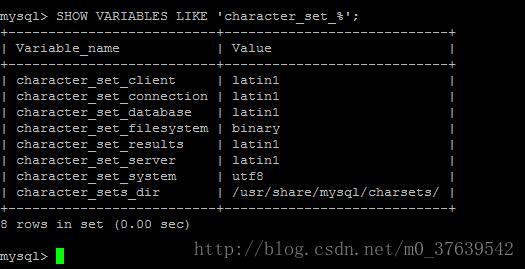 mysql> SHOW VARIABLES LIKE 'character_set_%';
+--------------------------+----------------------------+
| Variable_name | Value |
+--------------------------+----------------------------+
| character_set_client | latin1 |
| character_set_connection | latin1 |
| character_set_database | latin1 |
| character_set_filesystem | binary |
| character_set_results | latin1 |
| character_set_server | latin1 |
| character_set_system | utf8 |
| character_sets_dir | /usr/share/mysql/charsets/ |
+--------------------------+----------------------------+
8 rows in set (0.00 sec)
http://blog.csdn.net/m0_37639542
mysql>